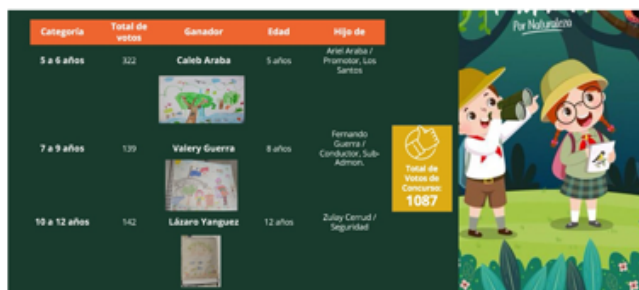 Categoría Total de votos Ganador Edad Hijo de
5 a 6 años 322 Caleb Araba 5 años Ariel Araba / Promotor, Los Santos
7 a 9 años 139 Valery Guerra 8 años Fernando Guerra / Conductor, Sub-Admon.
10 a 12 años 142 Lázaro Yanguez 12 años Zulay Cerrud / Seguridad
Total de
Votos de
Concurso:
1087
Por Naturaleza